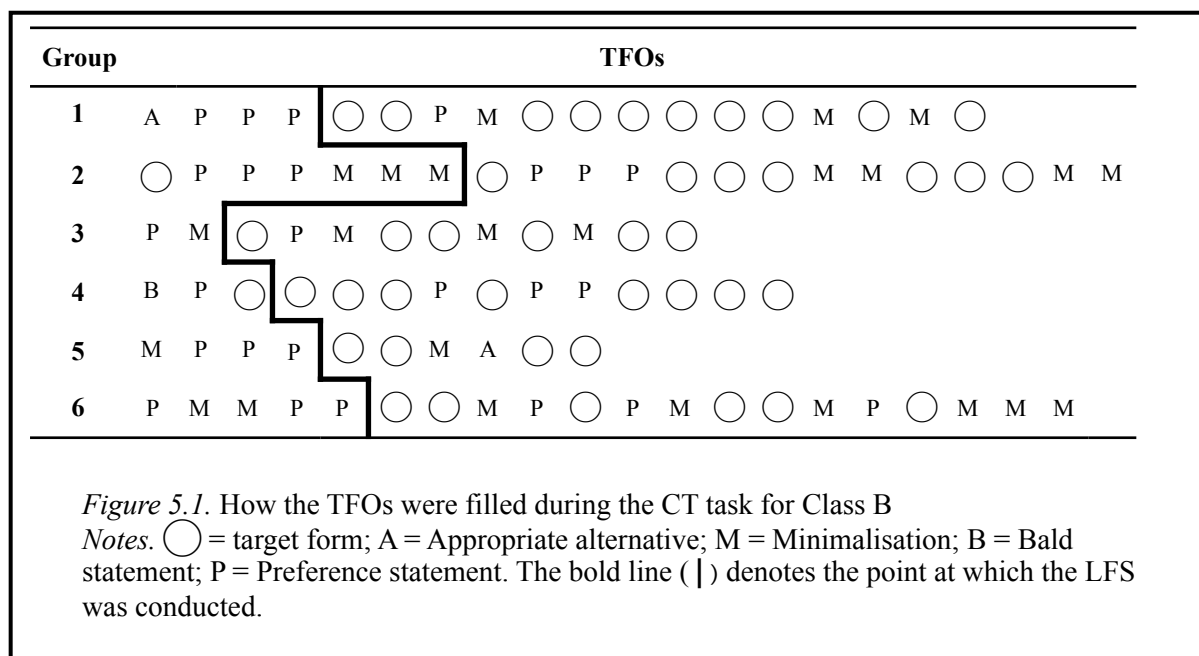 Group TFOs
1 A P P P ◯ ◯ P M ◯ ◯ ◯ ◯ ◯ ◯ M ◯ M ◯
2 ◯ P P P M M M ◯ P P P ◯ ◯ ◯ M M ◯ ◯ ◯ M M
3 P M ◯ P M ◯ ◯ M ◯ M ◯ ◯
4 B P ◯ ◯ ◯ ◯ P ◯ P P ◯ ◯ ◯ ◯
5 M P P P ◯ ◯ M A ◯ ◯
6 P M M P P ◯ ◯ M P ◯ P M ◯ ◯ M P ◯ M M M
Figure 5.1. How the TFOs were filled during the CT task for Class B
Notes. ◯ = target form; A = Appropriate alternative; M = Minimalisation; B = Bald
statement; P = Preference statement. The bold line (|) denotes the point at which the LFS
was conducted.